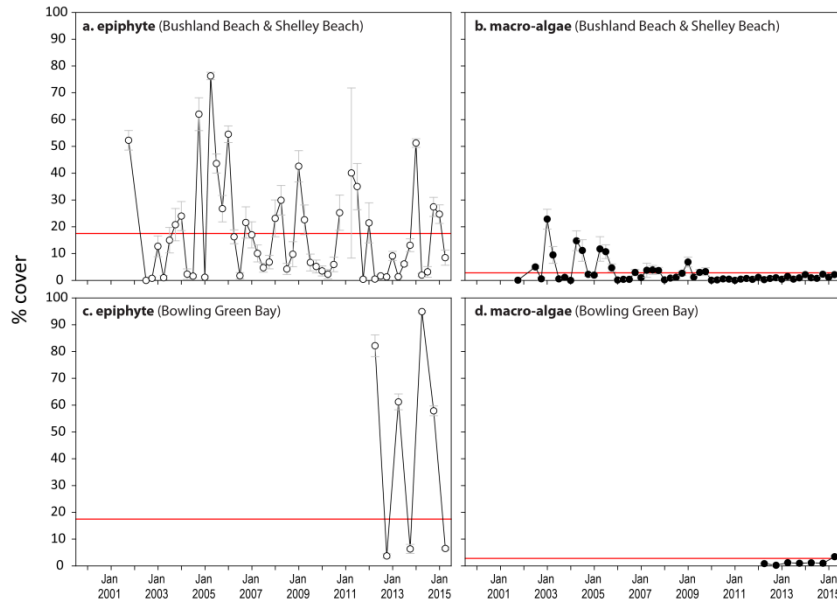 a. epiphyte (Bushland Beach & Shelley Beach)
b. macro-algae (Bushland Beach & Shelley Beach)
100
90
80
70
60
50
40
30
20
10
0
% cover
c. epiphyte (Bowling Green Bay)
d. macro-algae (Bowling Green Bay)
100
90
80
70
60
50
40
30
20
10
0
Jan Jan Jan Jan Jan Jan Jan Jan
2001 2003 2005 2007 2009 2011 2013 2015
Jan Jan Jan Jan Jan Jan Jan Jan
2001 2003 2005 2007 2009 2011 2013 2015